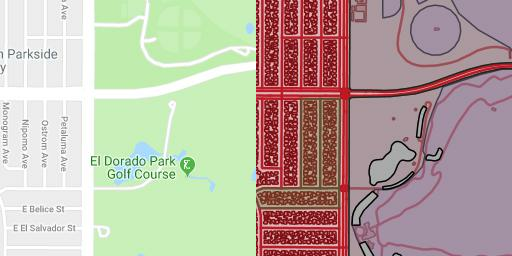 Ramona Ave
n Parkside
y
Monogram Ave
Nipomo Ave
Ostrom Ave
Petaluma Ave
El Dorado Park
Golf Course
E Belice St
E El Salvador St